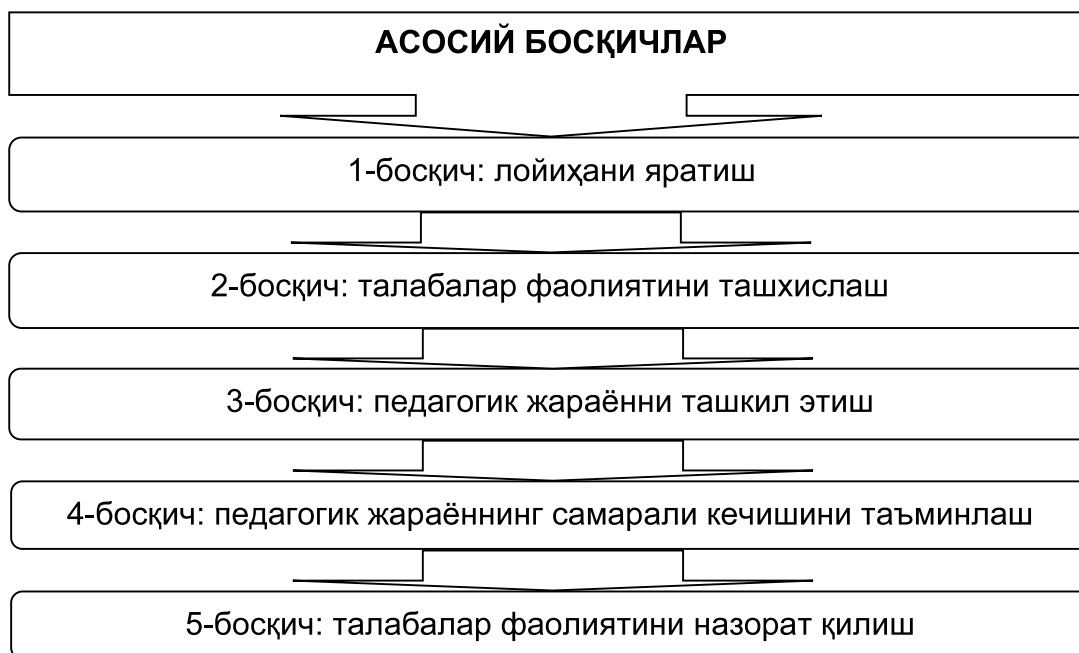 АСОСИЙ БОСҚИЧЛАР
1-босқич: лойиҳани яратиш
2-босқич: талабалар фаолиятини ташхислаш
3-босқич: педагогик жараённи ташкил этиш
4-босқич: педагогик жараённинг самарали кечишини таъминлаш
5-босқич: талабалар фаолиятини назорат қилиш